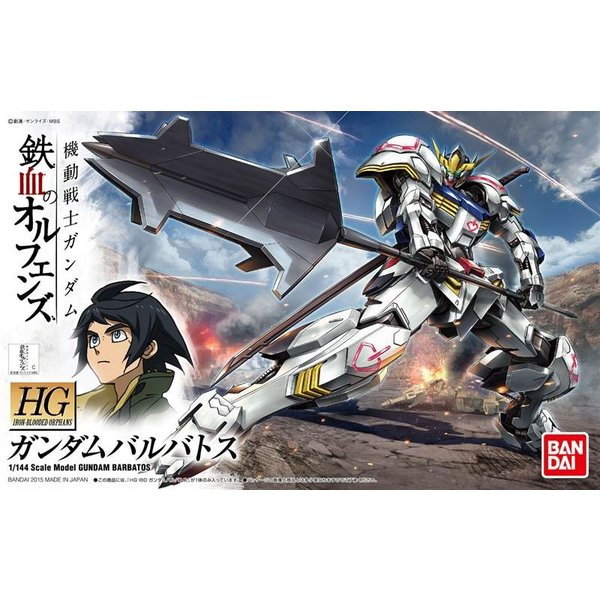 ©創通・サンライズ・MBS
機動戦士ガンダム
鉄血のオルフェンズ
HG
IRON-BLOODED ORPHANS
ガンダムバルバトス
1/144 Scale Model GUNDAM BARBATOS
BANDAI 2015 MADE IN JAPAN
BAN
DAI